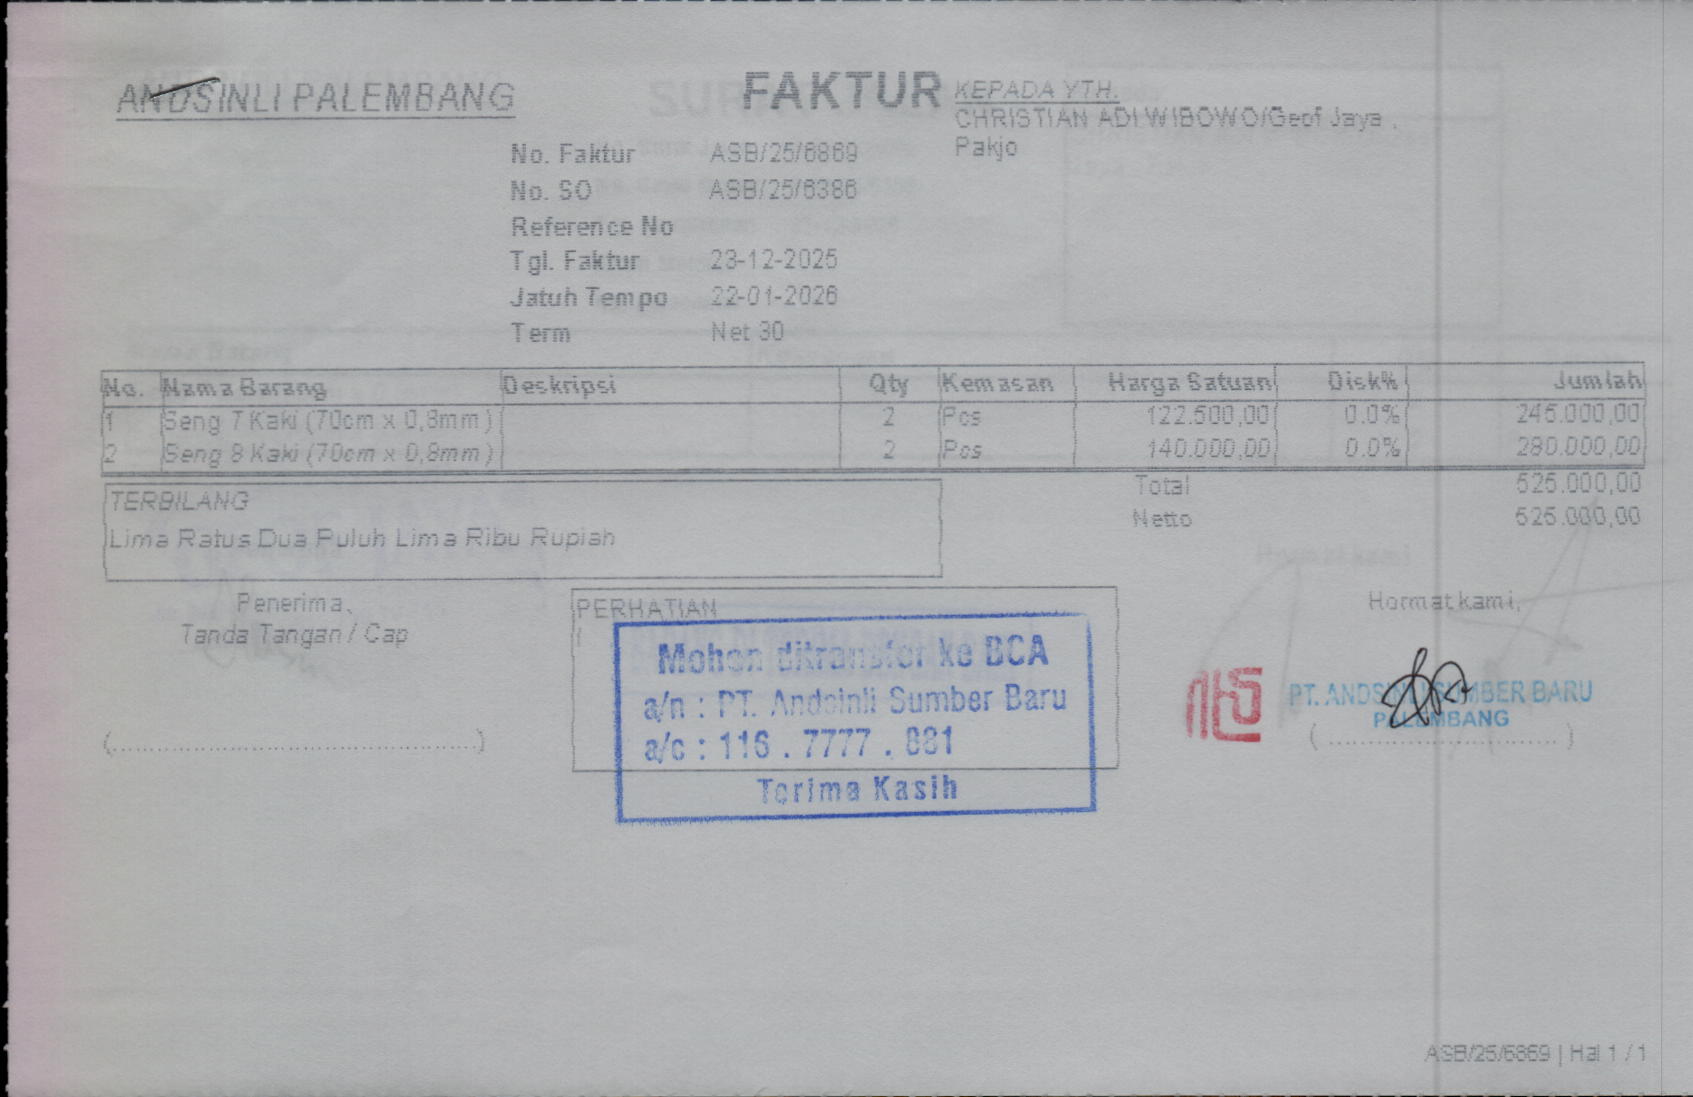 ANDSINLI PALEMBANG
FAKTUR
KEPADA YTH.
CHRISTIAN ADI WIBOWO/Geof Jaya ,
Pakjo
No. Faktur ASB/25/6869
No. SO ASB/25/6386
Reference No
Tgl. Faktur 23-12-2025
Jatuh Tempo 22-01-2026
Term Net 30
No. Nama Barang Deskripsi Qty Kemasan Harga Satuan Disk% Jumlah
1 Seng 7 Kaki (70cm x 0,8mm) 2 Pcs 122.500,00 0.0% 245.000,00
2 Seng 8 Kaki (70cm x 0,8mm) 2 Pcs 140.000,00 0.0% 280.000,00
Total 525.000,00
Netto 525.000,00
TERBILANG
Lima Ratus Dua Puluh Lima Ribu Rupiah
Penerima,
Tanda Tangan / Cap
PERHATIAN
Mohon ditransfer ke BCA
a/n : PT. Andsinli Sumber Baru
a/c : 116 . 7777 . 881
Terima Kasih
Hormat kami,
PT. ANDSINLI SUMBER BARU
PALEMBANG
ASB/25/6869 | Hal 1 / 1